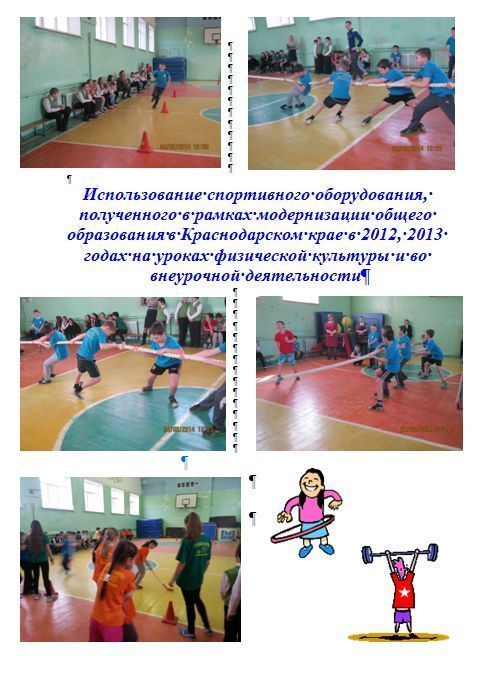 Использование спортивного оборудования,
полученного в рамках модернизации общего
образования в Краснодарском крае в 2012, 2013
годах на уроках физической культуры и во
внеурочной деятельности¶